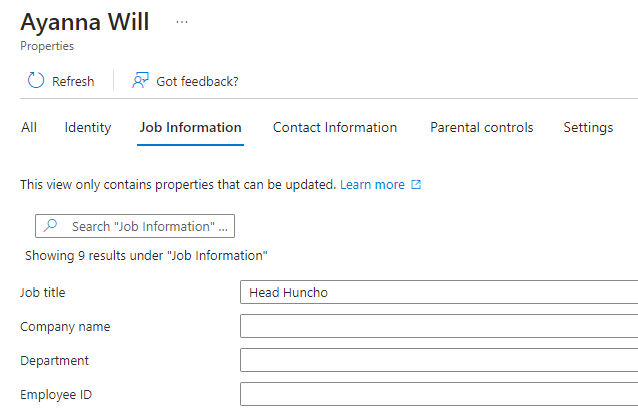 Ayanna Will ...
Properties
Refresh Got feedback?
All Identity Job Information Contact Information Parental controls Settings
This view only contains properties that can be updated. Learn more
Search "Job Information" ...
Showing 9 results under "Job Information"
Job title Head Huncho
Company name
Department
Employee ID